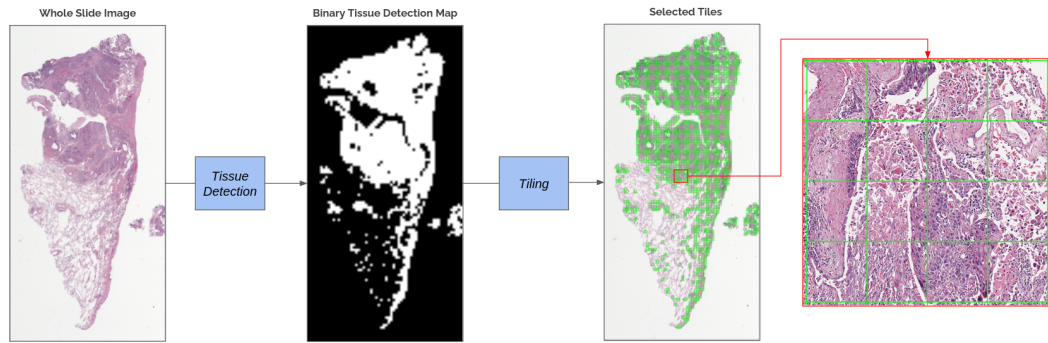 Whole Slide Image
Binary Tissue Detection Map
Selected Tiles
Tissue
Detection
Tiling